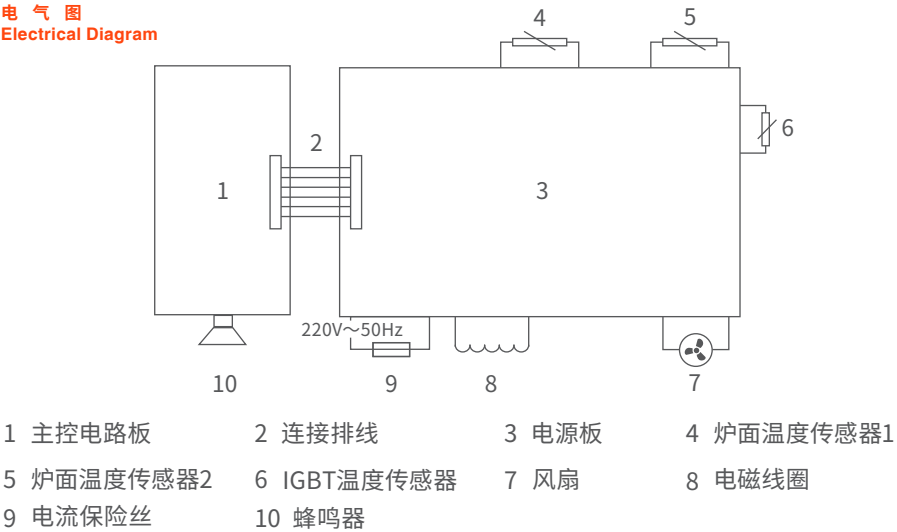 电 气 图
Electrical Diagram
4
5
6
2
1
3
220V～50Hz
10
9
8
7
1 主控电路板 2 连接排线 3 电源板 4 炉面温度传感器1
5 炉面温度传感器2 6 IGBT温度传感器 7 风扇 8 电磁线圈
9 电流保险丝 10 蜂鸣器